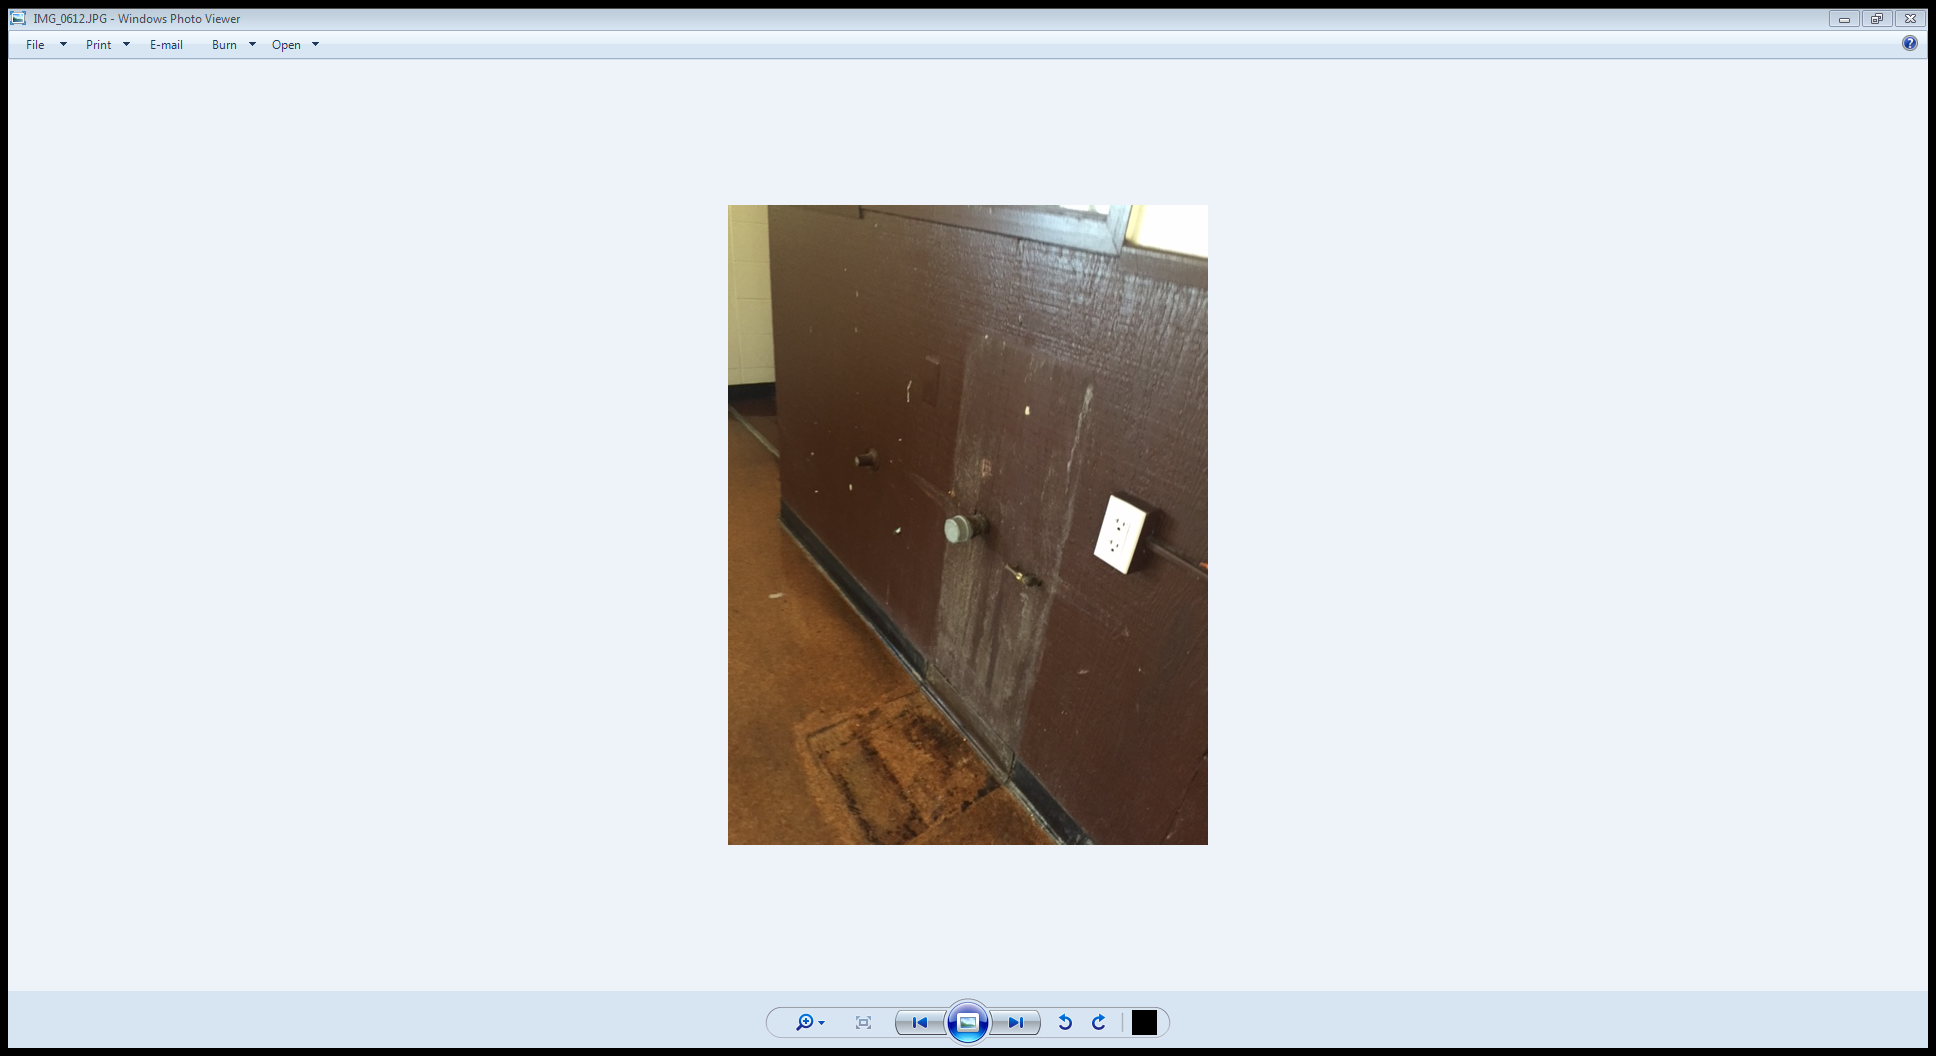 IMG_0612.JPG - Windows Photo Viewer
File Print E-mail Burn Open
?